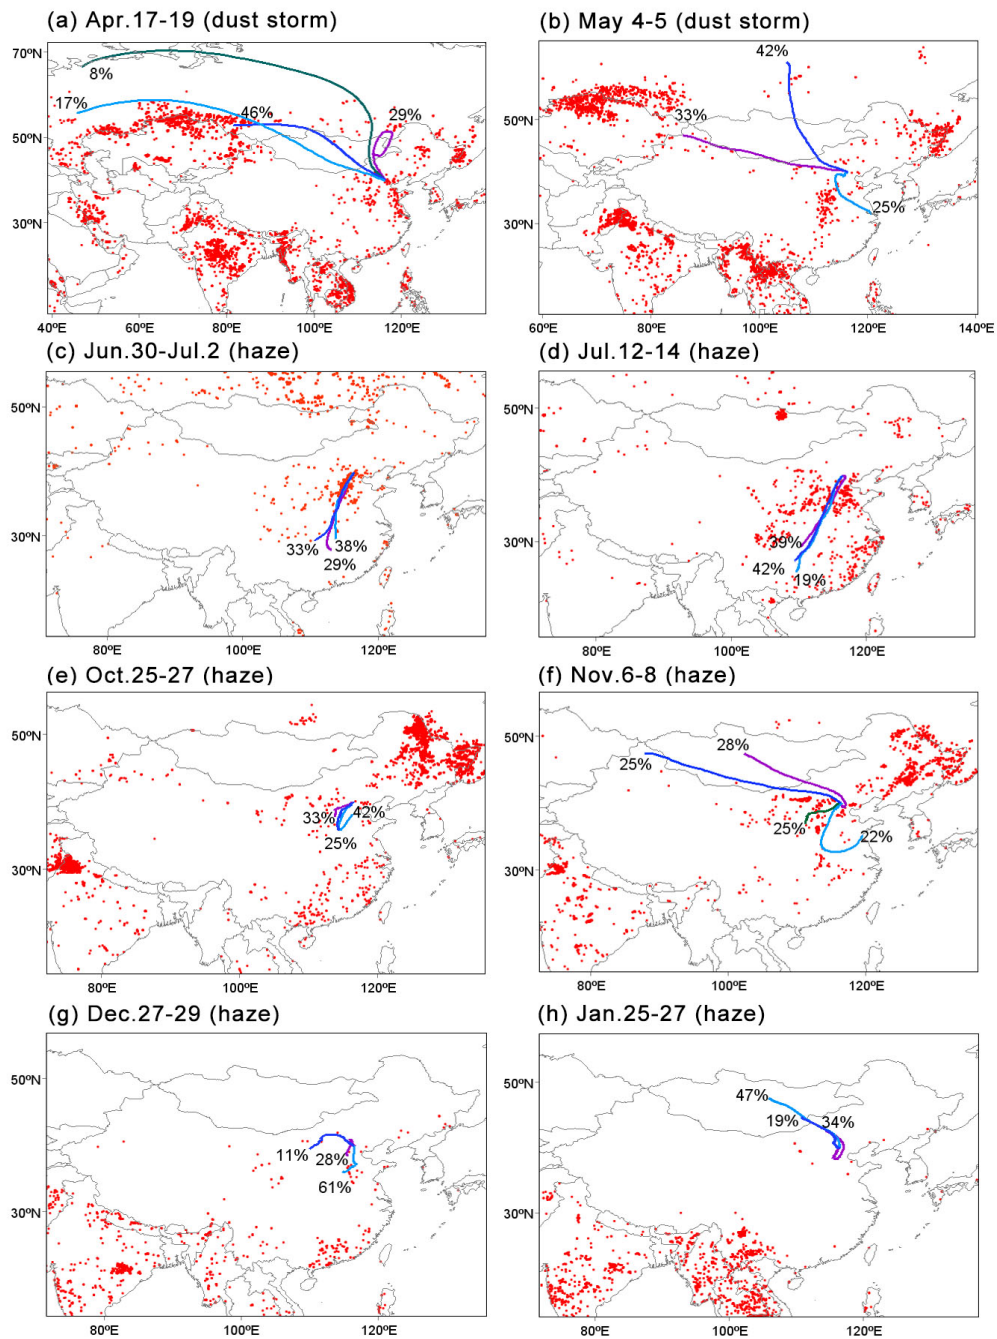 (a) Apr.17-19 (dust storm)
70ºN
50ºN
30ºN
8%
17%
46%
29%
40ºE 60ºE 80ºE 100ºE 120ºE
(b) May 4-5 (dust storm)
50ºN
30ºN
42%
33%
25%
60ºE 80ºE 100ºE 120ºE 140ºE
(c) Jun.30-Jul.2 (haze)
50ºN
30ºN
33% 38%
29%
80ºE 100ºE 120ºE
(d) Jul.12-14 (haze)
50ºN
30ºN
39%
42%
19%
80ºE 100ºE 120ºE
(e) Oct.25-27 (haze)
50ºN
30ºN
33% 42%
25%
80ºE 100ºE 120ºE
(f) Nov.6-8 (haze)
50ºN
30ºN
28%
25%
25%
22%
80ºE 100ºE 120ºE
(g) Dec.27-29 (haze)
50ºN
30ºN
11% 28%
61%
80ºE 100ºE 120ºE
(h) Jan.25-27 (haze)
50ºN
30ºN
47%
19% 34%
80ºE 100ºE 120ºE